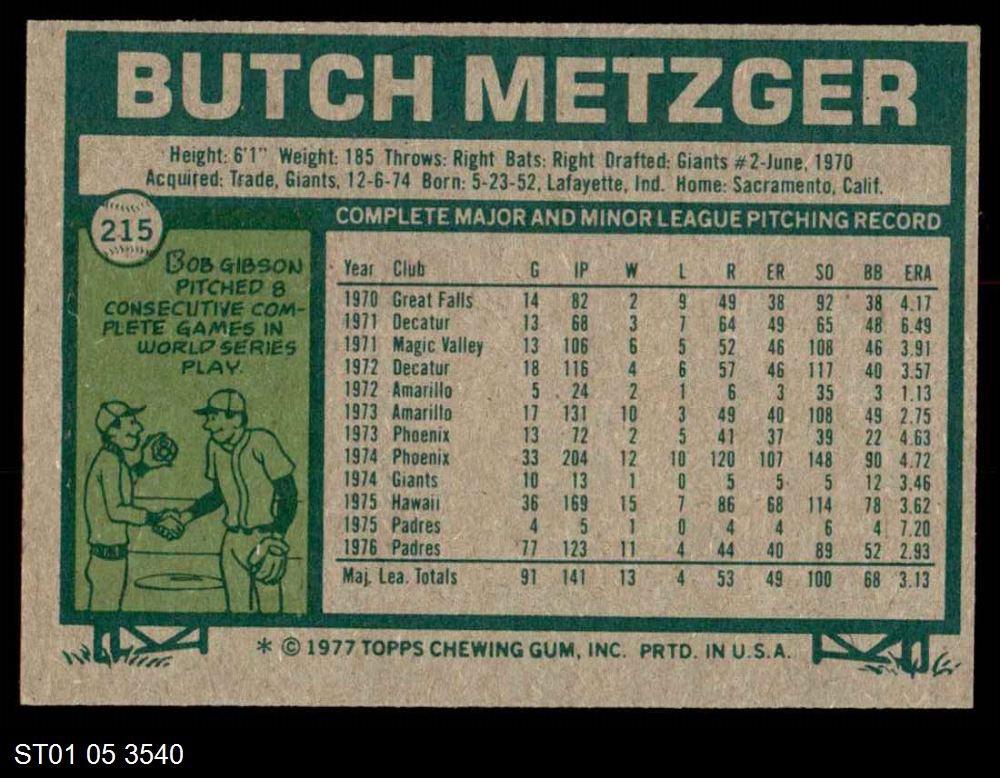 BUTCH METZGER
Height: 6'1" Weight: 185 Throws: Right Bats: Right Drafted: Giants #2-June, 1970
Acquired: Trade, Giants, 12-6-74 Born: 5-23-52, Lafayette, Ind. Home: Sacramento, Calif.
215
BOB GIBSON
PITCHED 8
CONSECUTIVE COM-
PLETE GAMES IN
WORLD SERIES
PLAY.
COMPLETE MAJOR AND MINOR LEAGUE PITCHING RECORD
Year Club G IP W L R ER SO BB ERA
1970 Great Falls 14 82 2 9 49 38 92 38 4.17
1971 Decatur 13 68 3 7 64 49 65 48 6.49
1971 Magic Valley 13 106 6 5 52 46 108 46 3.91
1972 Decatur 18 116 4 6 57 46 117 40 3.57
1972 Amarillo 5 24 2 1 6 3 35 3 1.13
1973 Amarillo 17 131 10 3 49 40 108 49 2.75
1973 Phoenix 13 72 2 5 41 37 39 22 4.63
1974 Phoenix 33 204 12 10 120 107 148 90 4.72
1974 Giants 10 13 1 0 5 5 5 12 3.46
1975 Hawaii 36 169 15 7 86 68 114 78 3.62
1975 Padres 4 5 1 0 4 4 6 4 7.20
1976 Padres 77 123 11 4 44 40 89 52 2.93
Maj. Lea. Totals 91 141 13 4 53 49 100 68 3.13
* © 1977 TOPPS CHEWING GUM, INC. PRTD. IN U.S.A.
ST01 05 3540